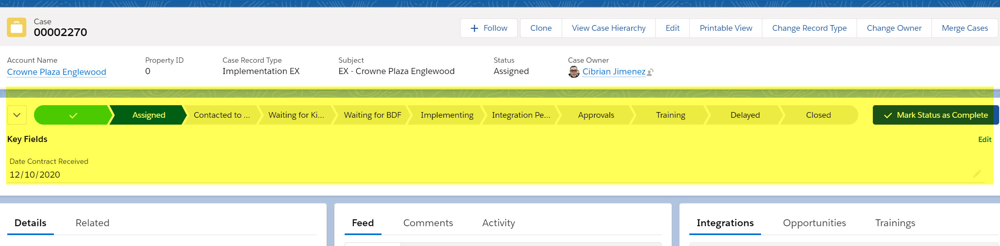 Case
00002270
Follow
Clone
View Case Hierarchy
Edit
Printable View
Change Record Type
Change Owner
Merge Cases
Account Name
Crowne Plaza Englewood
Property ID
0
Case Record Type
Implementation EX
Subject
EX - Crowne Plaza Englewood
Status
Assigned
Case Owner
Cibrian Jimenez
Assigned
Contacted to ...
Waiting for Ki...
Waiting for BDF
Implementing
Integration Pe...
Approvals
Training
Delayed
Closed
Mark Status as Complete
Key Fields
Edit
Date Contract Received
12/10/2020
Details
Related
Feed
Comments
Activity
Integrations
Opportunities
Trainings